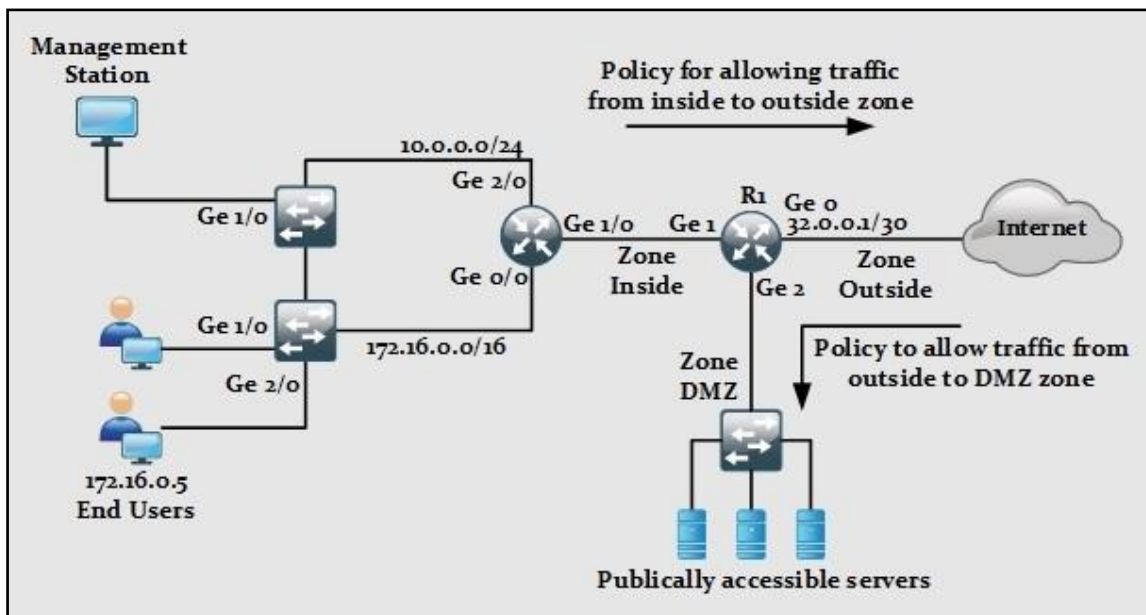 Management
Station
Policy for allowing traffic
from inside to outside zone
10.0.0.0/24
Ge 2/0
Ge 1/0
R1
Ge 0
32.0.0.1/30
Ge 1/0
Ge 1
Internet
Zone
Inside
Zone
Outside
Ge 0/0
Ge 2
Ge 1/0
172.16.0.0/16
Ge 2/0
Zone
DMZ
Policy to allow traffic from
outside to DMZ zone
172.16.0.5
End Users
Publically accessible servers